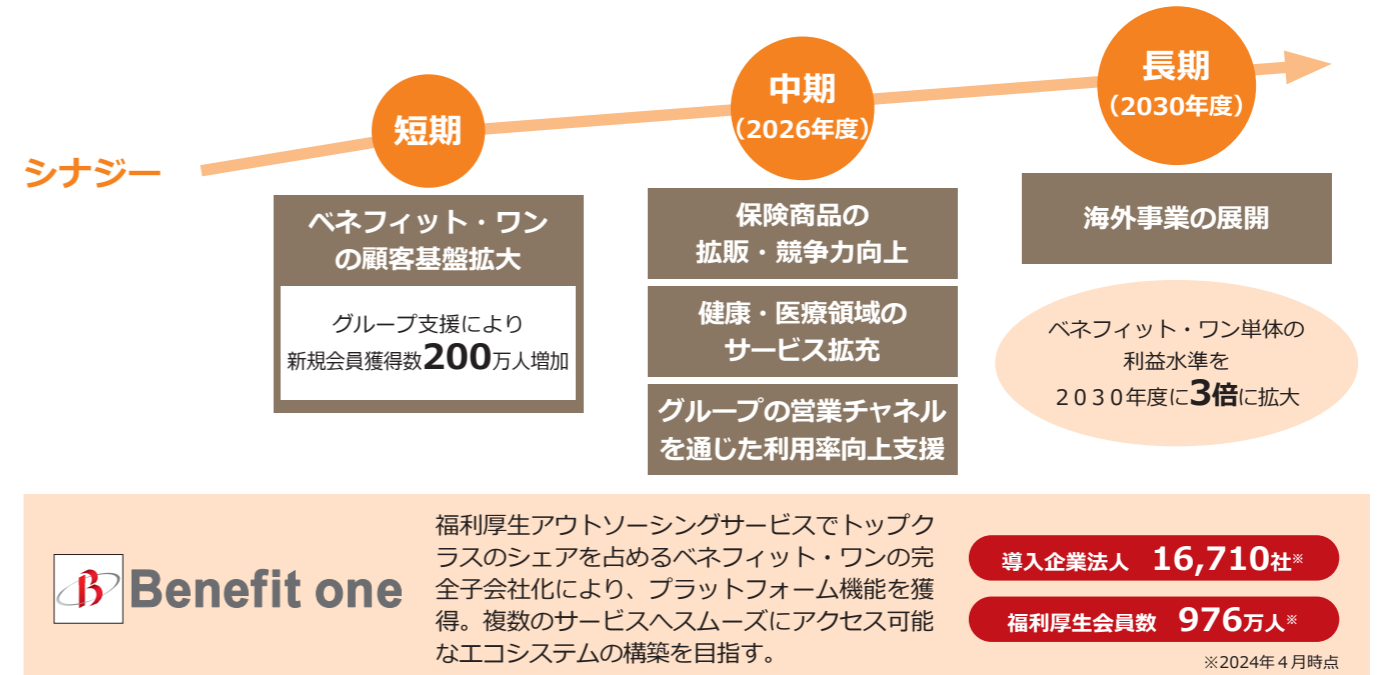 シナジー
短期
ベネフィット・ワン
の顧客基盤拡大
グループ支援により
新規会員獲得数200万人増加
中期
（2026年度）
保険商品の
拡販・競争力向上
健康・医療領域の
サービス拡充
グループの営業チャネル
を通じた利用率向上支援
長期
（2030年度）
海外事業の展開
ベネフィット・ワン単体の
利益水準を
２０３０年度に3倍に拡大
B Benefit one
福利厚生アウトソーシングサービスでトップク
ラスのシェアを占めるベネフィット・ワンの完
全子会社化により、プラットフォーム機能を獲
得。複数のサービスへスムーズにアクセス可能
なエコシステムの構築を目指す。
導入企業法人 16,710社※
福利厚生会員数 976万人※
※2024年４月時点